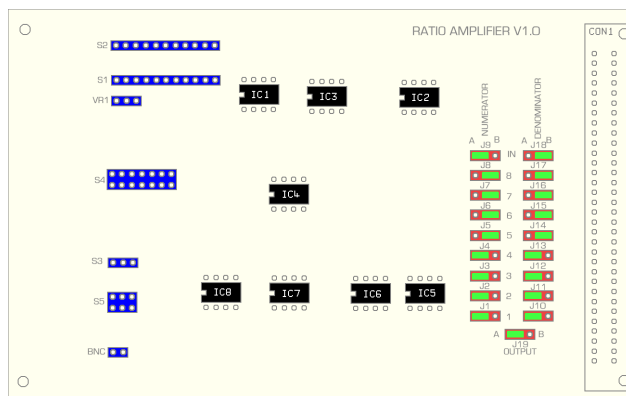 RATIO AMPLIFIER V1.0
CON1
S2
S1
VR1
IC1
IC3
IC2
NUMERATOR
DENOMINATOR
A B
A B
J9
IN
J18
J8
8
J17
S4
J7
7
J16
IC4
J6
6
J15
J5
5
J14
J4
4
J13
S3
J3
3
J12
IC8
IC7
IC6
IC5
J2
2
J11
S5
J1
1
J10
A
B
J19
OUTPUT
BNC